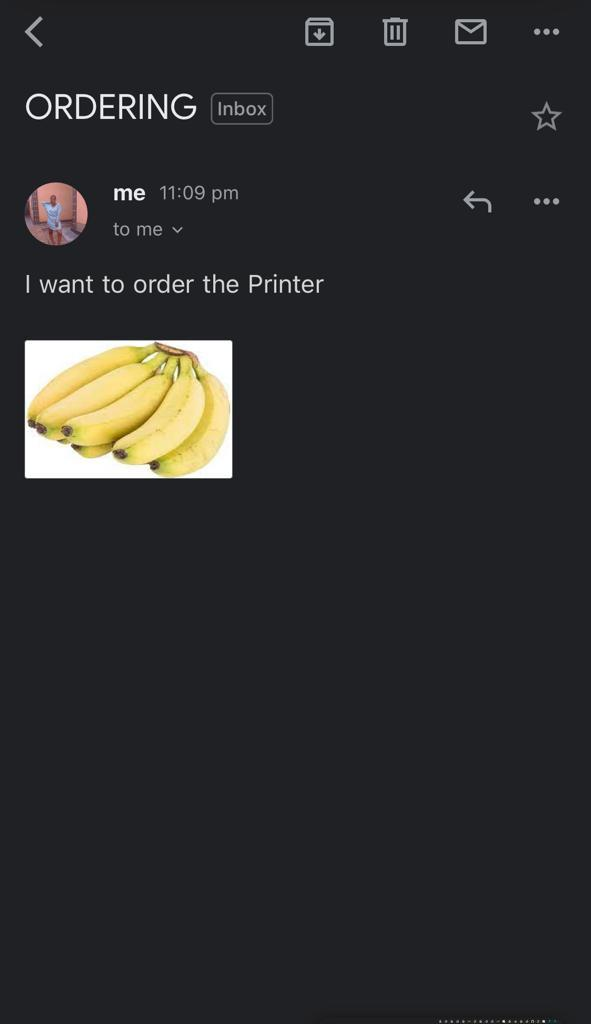 ORDERING Inbox
me 11:09 pm
to me
I want to order the Printer